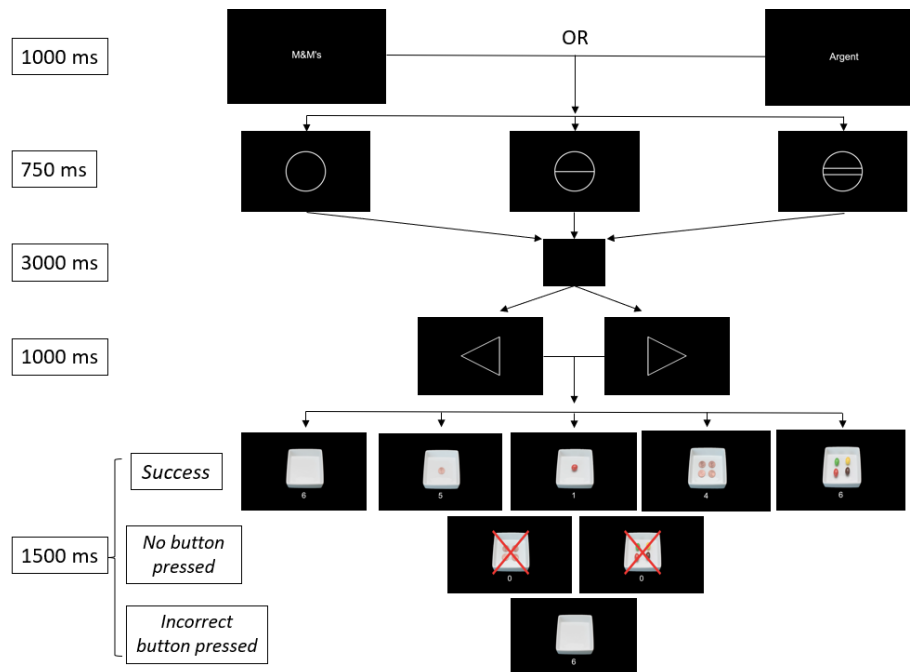 1000 ms
M&M's
OR
Argent
750 ms
3000 ms
1000 ms
1500 ms
Success
6
5
1
4
6
No button
pressed
0
0
Incorrect
button pressed
6